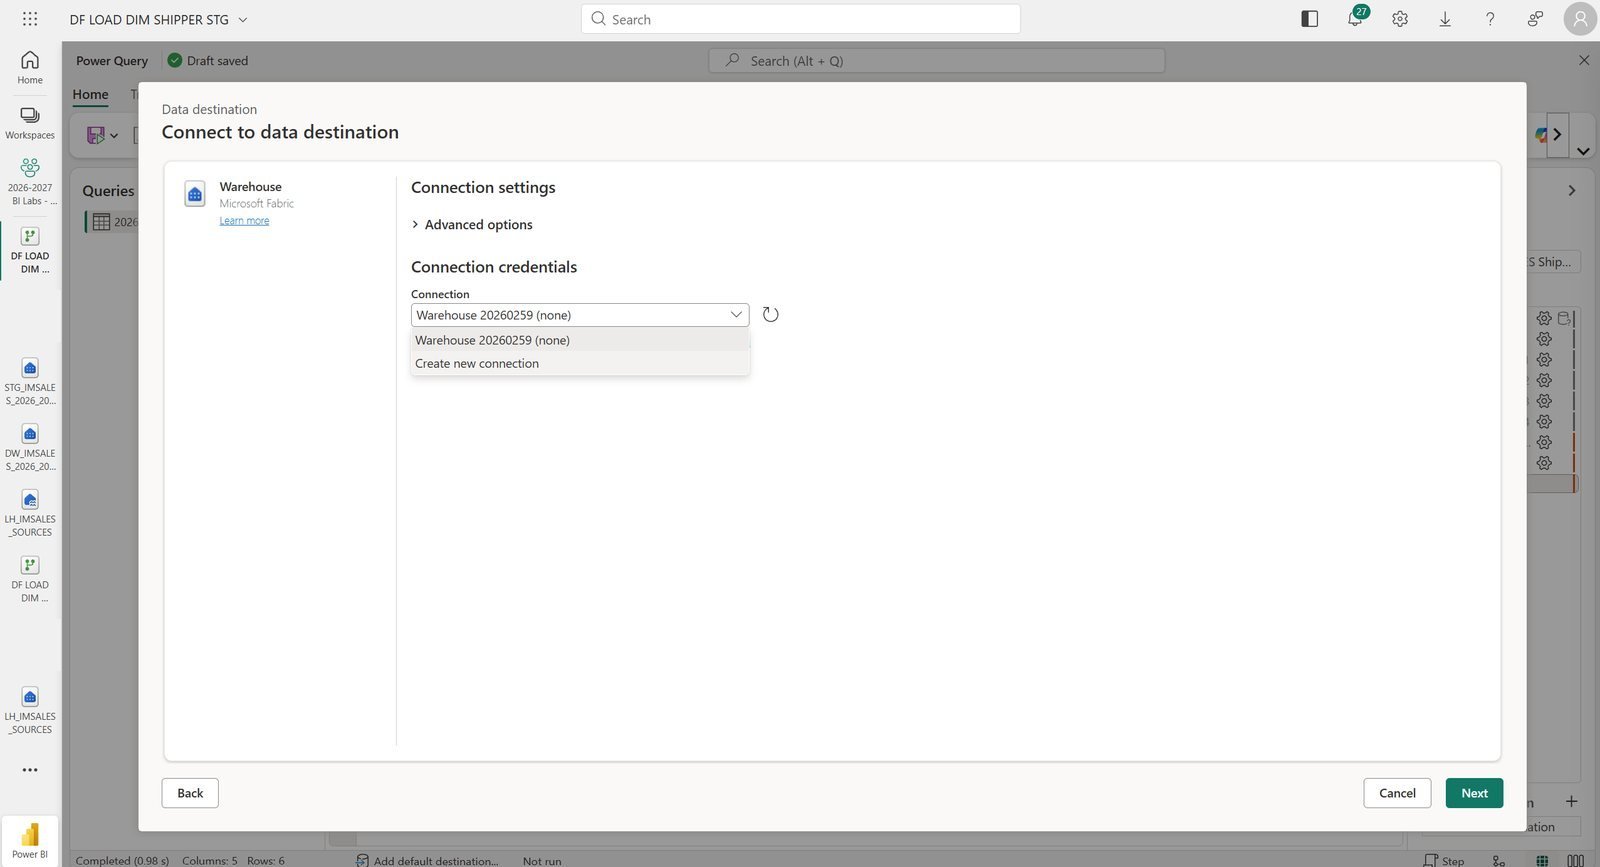 DF LOAD DIM SHIPPER STG
Search
27
Home
Workspaces
2026-2027
BI Labs - ...
DF LOAD
DIM ...
STG_IMSALE
S_2026_20...
DW_IMSALE
S_2026_20...
LH_IMSALES
_SOURCES
DF LOAD
DIM ...
LH_IMSALES
_SOURCES
Power BI
Power Query
Draft saved
Search (Alt + Q)
Home
Queries
2026
Data destination
Connect to data destination
Warehouse
Microsoft Fabric
Learn more
Connection settings
Advanced options
Connection credentials
Connection
Warehouse 20260259 (none)
Warehouse 20260259 (none)
Create new connection
Back
Cancel
Next
S Ship...
ation
Completed (0.98 s) Columns: 5 Rows: 6
Add default destination...
Not run
Step